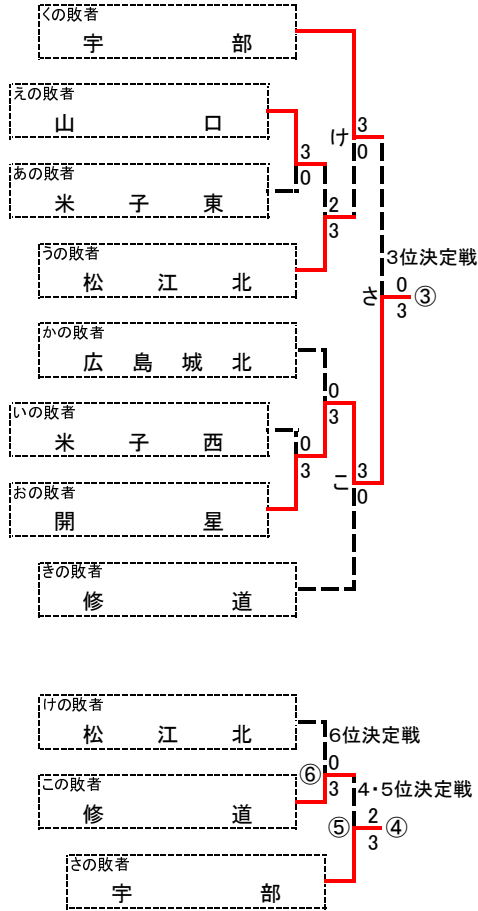 くの敗者
宇部
えの敗者
山口
あの敗者
米子東
うの敗者
松江北
かの敗者
広島城北
いの敗者
米子西
おの敗者
開星
きの敗者
修道
3
0
2
3
け
3
0
0
3
0
3
こ
3
0
3位決定戦
さ
0
3
③
けの敗者
松江北
この敗者
修道
さの敗者
宇部
6位決定戦
0
⑥
3
4・5位決定戦
2
⑤
④
3